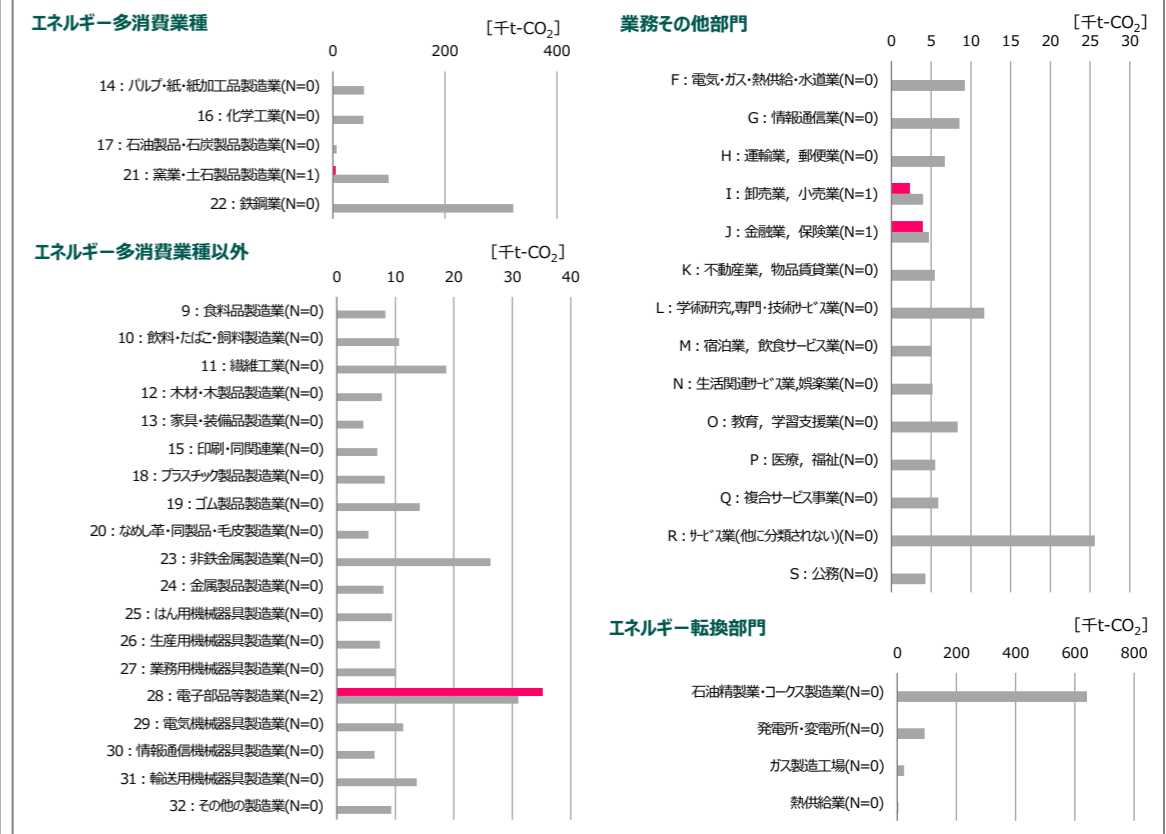 エネルギー多消費業種
[千t-CO2]
0 200 400
14：パルプ・紙・紙加工品製造業(N=0)
16：化学工業(N=0)
17：石油製品・石炭製品製造業(N=0)
21：窯業・土石製品製造業(N=1)
22：鉄鋼業(N=0)
エネルギー多消費業種以外
[千t-CO2]
0 10 20 30 40
9：食料品製造業(N=0)
10：飲料・たばこ・飼料製造業(N=0)
11：繊維工業(N=0)
12：木材・木製品製造業(N=0)
13：家具・装備品製造業(N=0)
15：印刷・同関連業(N=0)
18：プラスチック製品製造業(N=0)
19：ゴム製品製造業(N=0)
20：なめし革・同製品・毛皮製造業(N=0)
23：非鉄金属製造業(N=0)
24：金属製品製造業(N=0)
25：はん用機械器具製造業(N=0)
26：生産用機械器具製造業(N=0)
27：業務用機械器具製造業(N=0)
28：電子部品等製造業(N=2)
29：電気機械器具製造業(N=0)
30：情報通信機械器具製造業(N=0)
31：輸送用機械器具製造業(N=0)
32：その他の製造業(N=0)
業務その他部門
[千t-CO2]
0 5 10 15 20 25 30
F：電気・ガス・熱供給・水道業(N=0)
G：情報通信業(N=0)
H：運輸業，郵便業(N=0)
I：卸売業，小売業(N=1)
J：金融業，保険業(N=1)
K：不動産業，物品賃貸業(N=0)
L：学術研究,専門・技術ｻｰﾋﾞｽ業(N=0)
M：宿泊業，飲食サービス業(N=0)
N：生活関連ｻｰﾋﾞｽ業,娯楽業(N=0)
O：教育，学習支援業(N=0)
P：医療，福祉(N=0)
Q：複合サービス事業(N=0)
R：ｻｰﾋﾞｽ業(他に分類されない)(N=0)
S：公務(N=0)
エネルギー転換部門
[千t-CO2]
0 200 400 600 800
石油精製業・コークス製造業(N=0)
発電所・変電所(N=0)
ガス製造工場(N=0)
熱供給業(N=0)